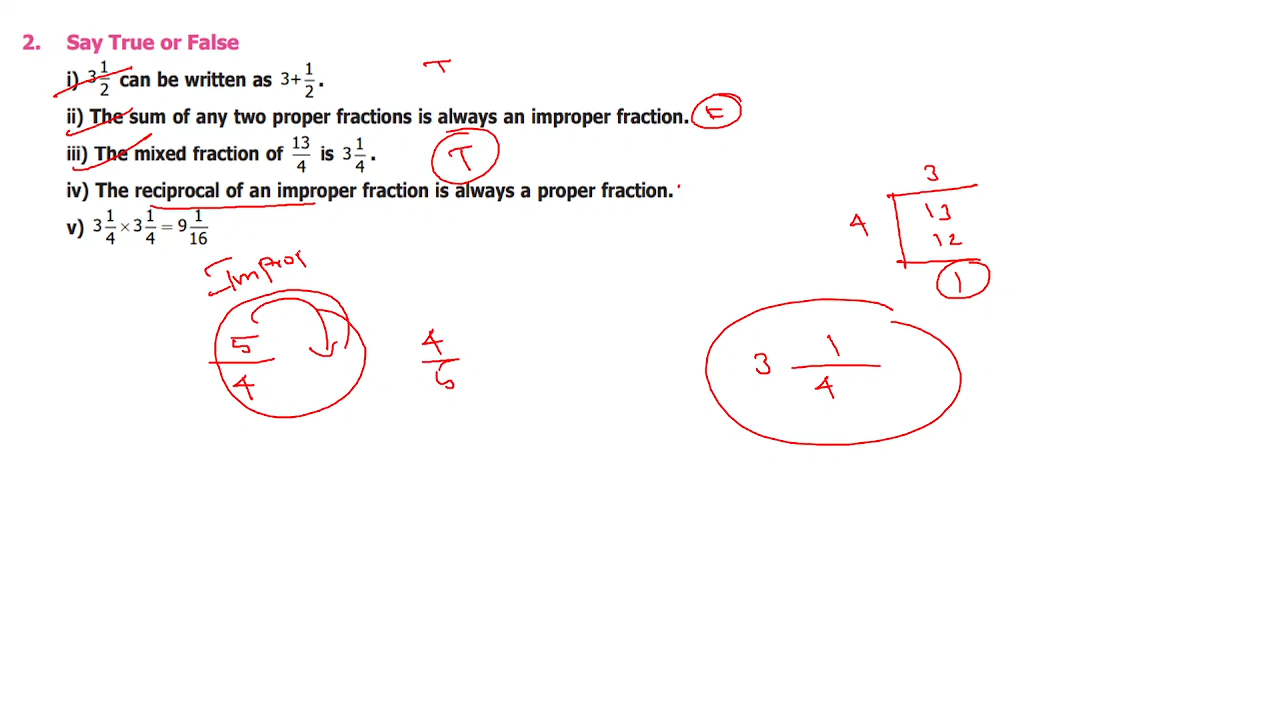 2. Say True or False
i) 3 1/2 can be written as 3+1/2. T
ii) The sum of any two proper fractions is always an improper fraction. F
iii) The mixed fraction of 13/4 is 3 1/4. T
iv) The reciprocal of an improper fraction is always a proper fraction.
v) 3 1/4 × 3 1/4 = 9 1/16
3
4 13
12
1
Impror
5/4
4/5
3 1/4